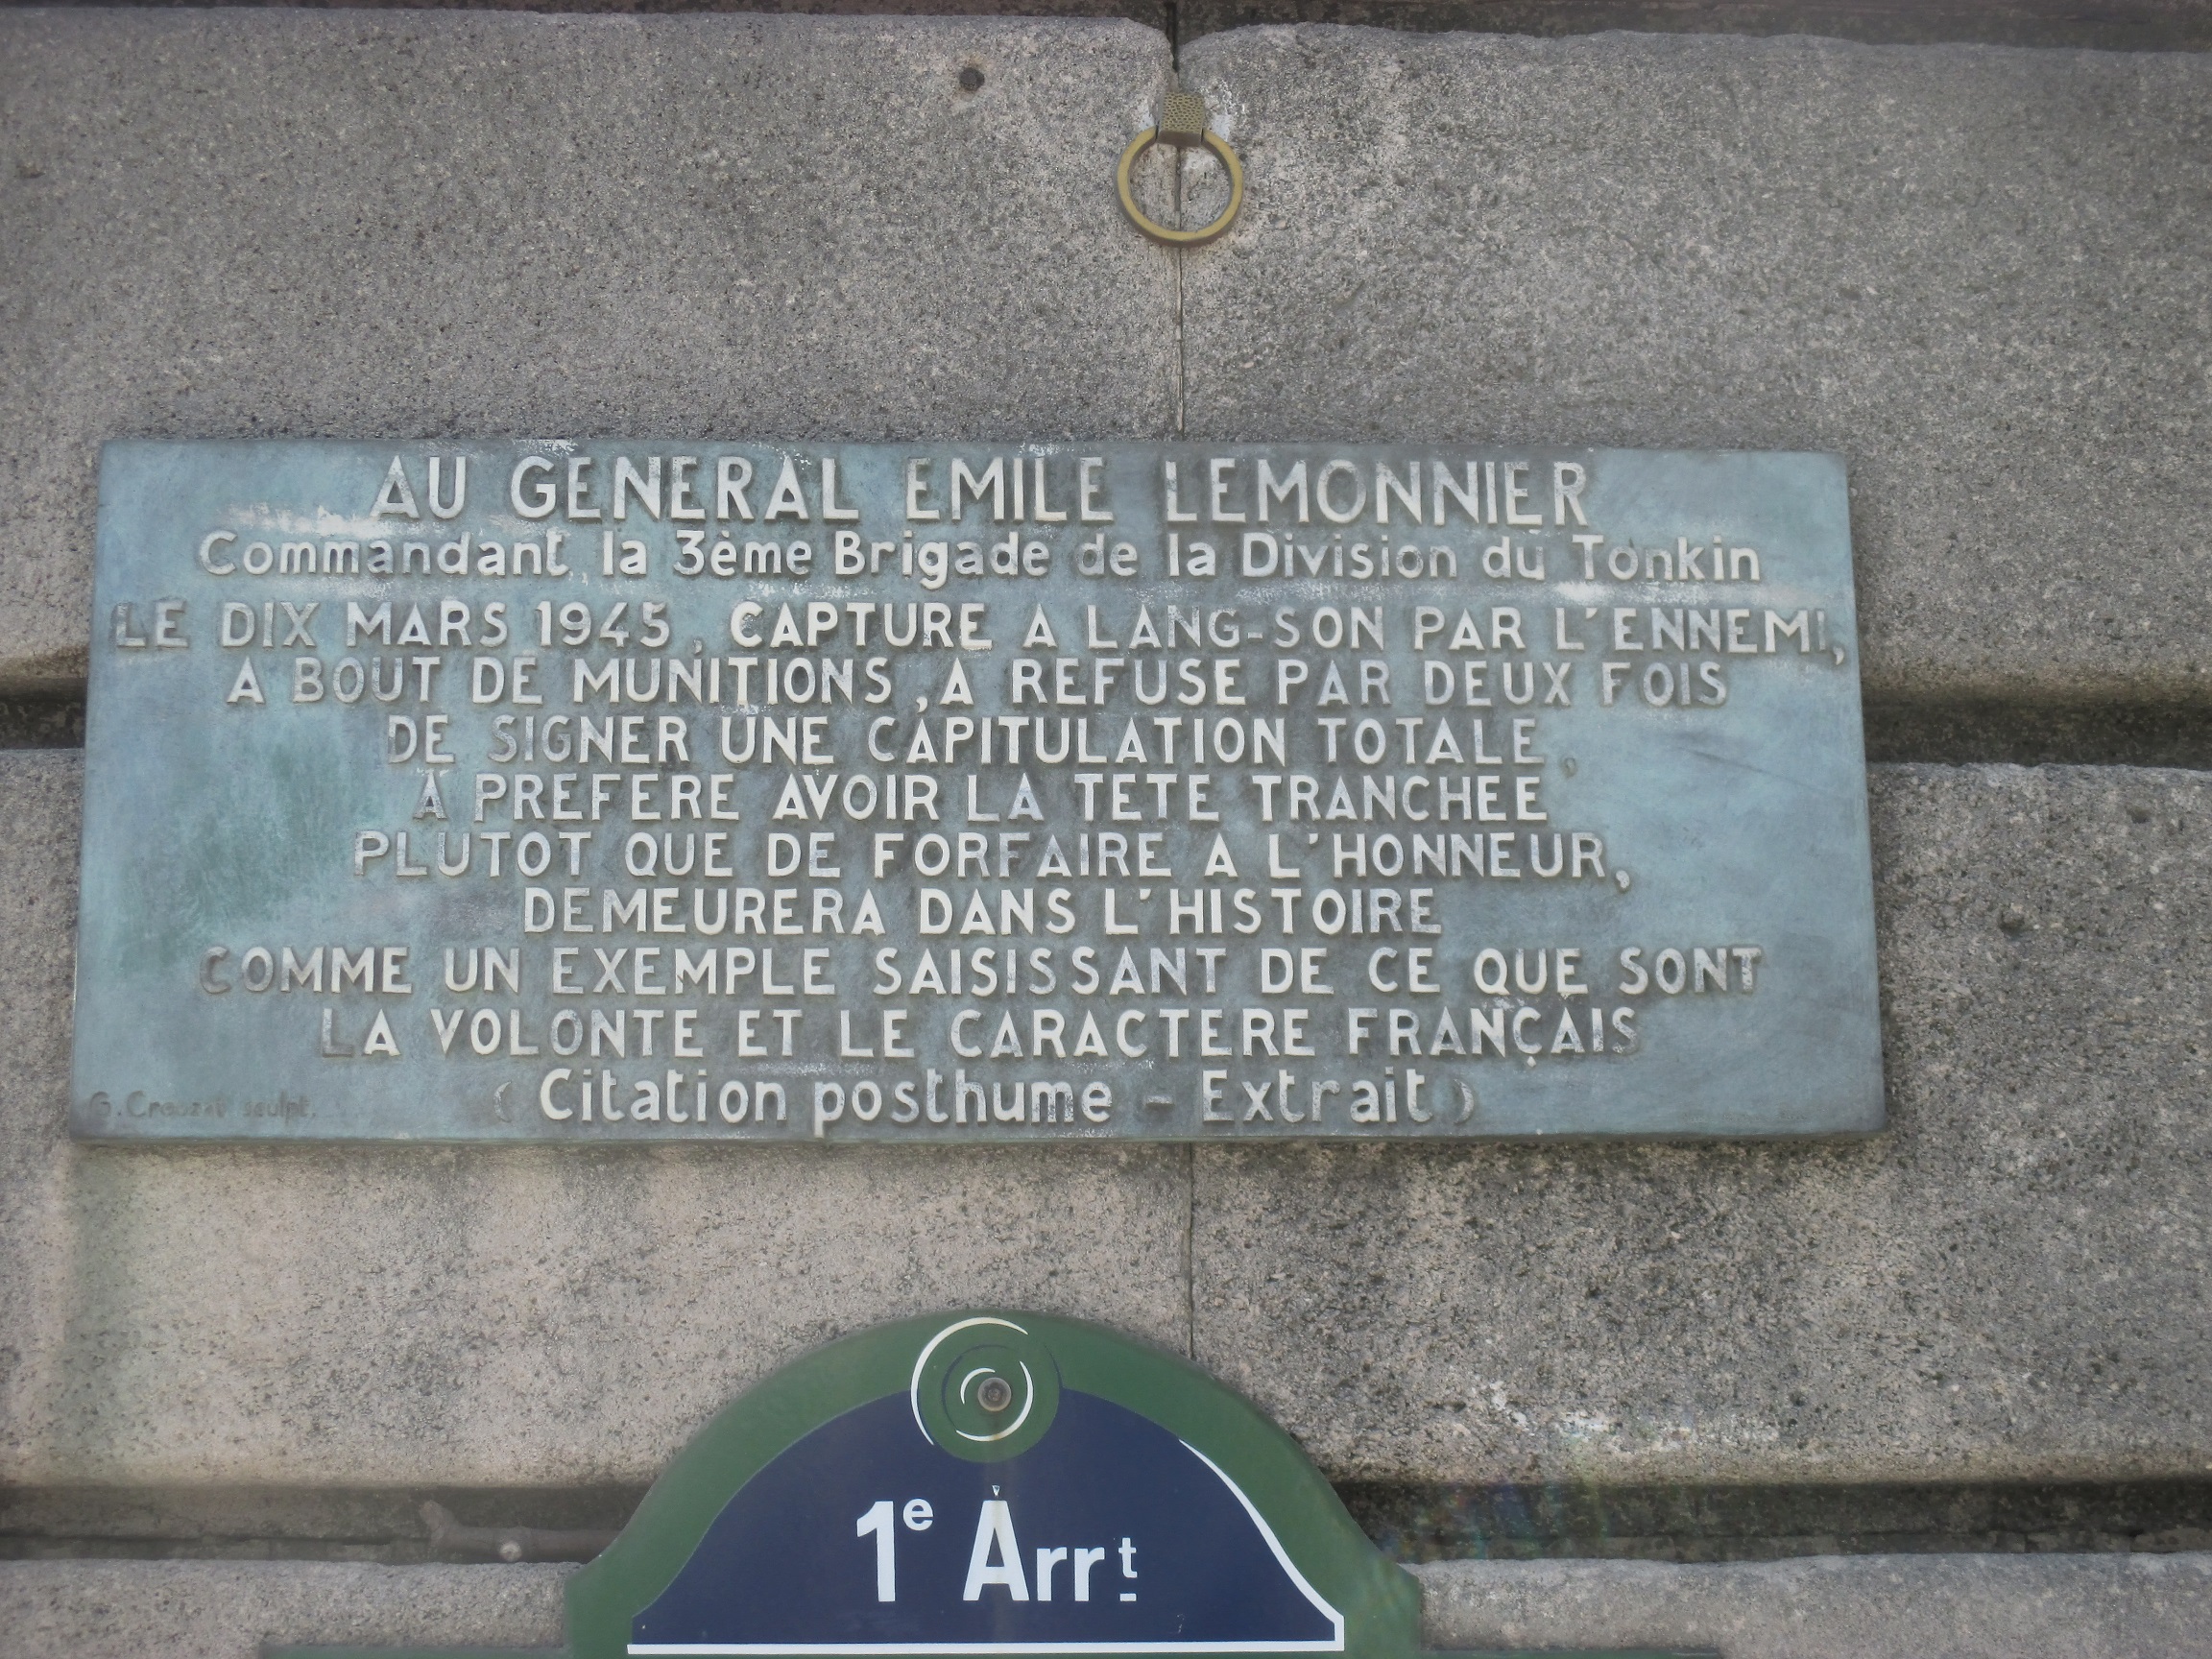 AU GENERAL EMILE LEMONNIER
Commandant la 3ème Brigade de la Division du Tonkin
LE DIX MARS 1945, CAPTURE A LANG-SON PAR L'ENNEMI,
A BOUT DE MUNITIONS, A REFUSE PAR DEUX FOIS
DE SIGNER UNE CAPITULATION TOTALE,
A PREFERE AVOIR LA TETE TRANCHEE
PLUTOT QUE DE FORFAIRE A L'HONNEUR,
DEMEURERA DANS L'HISTOIRE
COMME UN EXEMPLE SAISISSANT DE CE QUE SONT
LA VOLONTE ET LE CARACTERE FRANÇAIS
(Citation posthume - Extrait)
G. sculpt.
1e Arrt